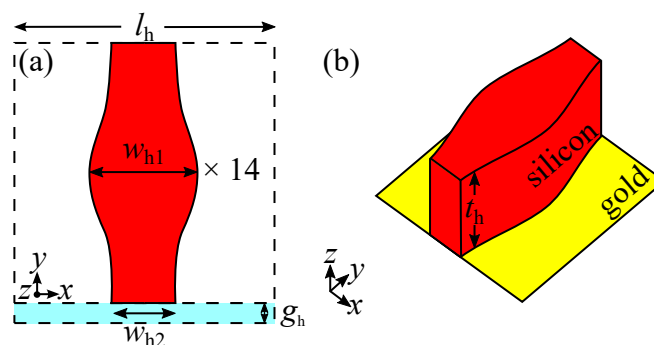 l_h
(a)
(b)
w_h1
× 14
silicon
gold
t_h
y
z x
z
y
x
g_h
w_h2